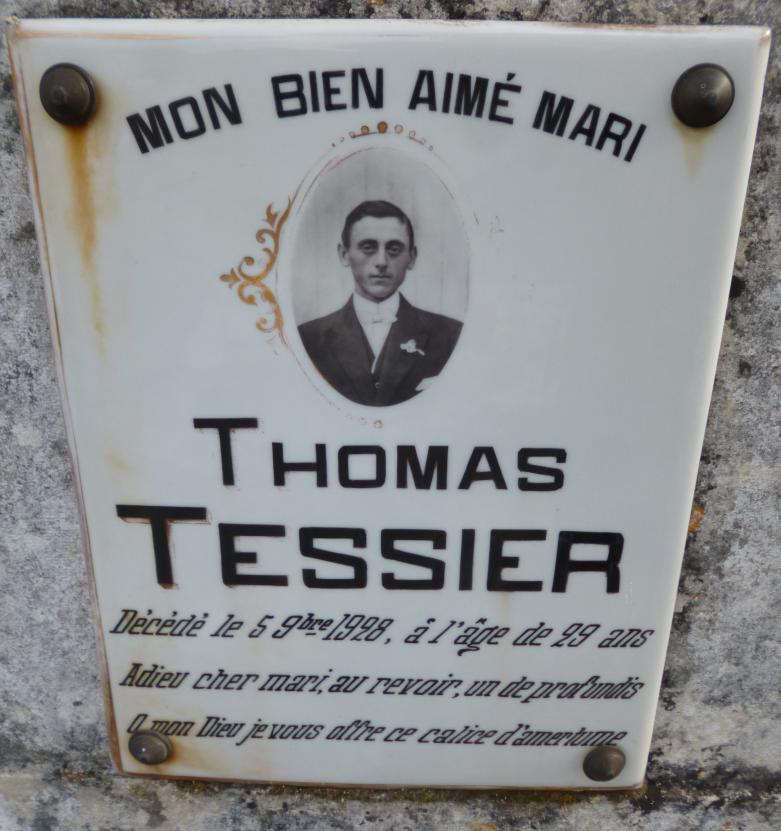 MON BIEN AIMÉ MARI
THOMAS
TESSIER
Décédé le 5 9bre 1928, à l'âge de 29 ans
Adieu cher mari, au revoir, un de profundis
O mon Dieu je vous offre ce calice d'amertume